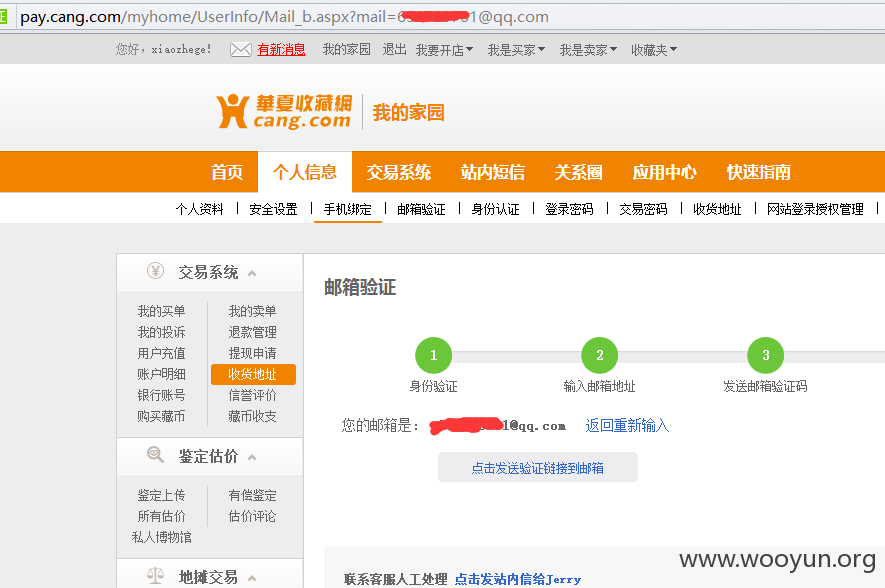 证 pay.cang.com/myhome/UserInfo/Mail_b.aspx?mail=6 1@qq.com
您好，xiaozhege! 有新消息 我的家园 退出 我要开店 我是买家 我是卖家 收藏夹
華夏收藏網 cang.com 我的家园
首页 个人信息 交易系统 站内短信 关系圈 应用中心 快速指南
个人资料 安全设置 手机绑定 邮箱验证 身份认证 登录密码 交易密码 收货地址 网站登录授权管理
交易系统
我的买单 我的卖单
我的投诉 退款管理
用户充值 提现申请
账户明细 收货地址
银行账号 信誉评价
购买藏币 藏币收支
鉴定估价
鉴定上传 有偿鉴定
所有估价 估价评论
私人博物馆
地摊交易
邮箱验证
1 2 3
身份验证 输入邮箱地址 发送邮箱验证码
您的邮箱是： 1@qq.com 返回重新输入
点击发送验证链接到邮箱
联系客服人工处理 点击发站内信给Jerry
www.wooyun.org